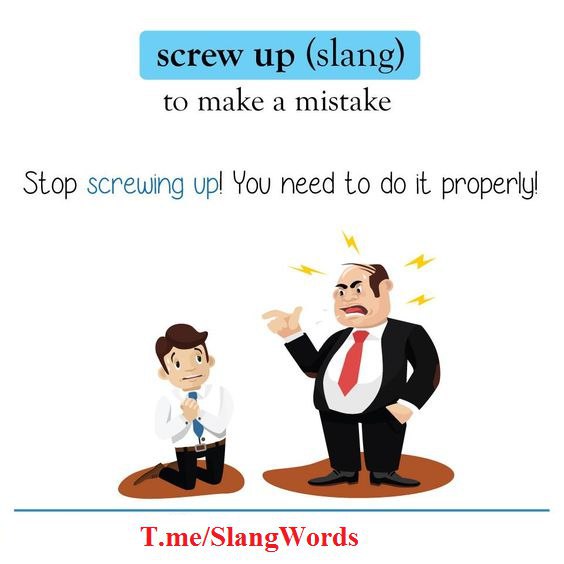 screw up (slang)
to make a mistake
Stop screwing up! You need to do it properly!
T.me/SlangWords